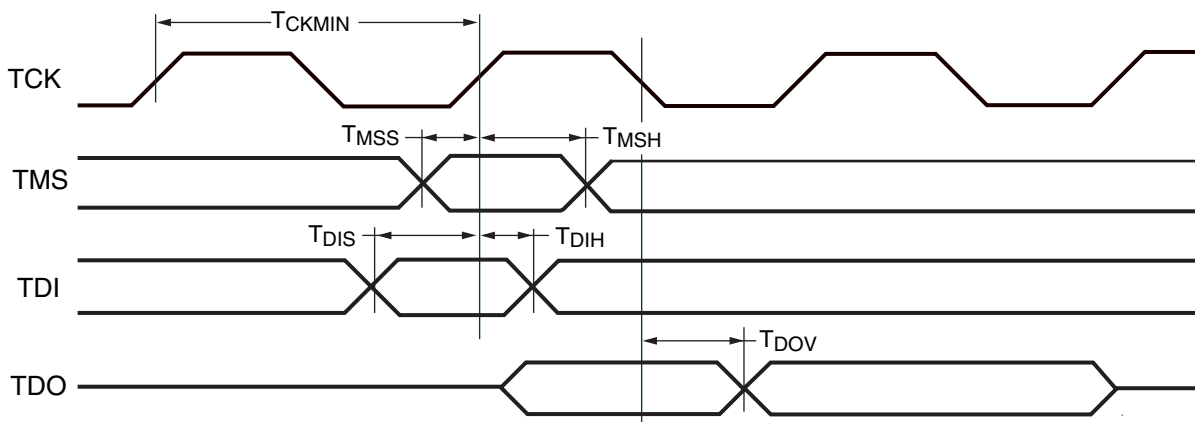 TCKMIN
TCK
TMSS TMSH
TMS
TDIS TDIH
TDI
TDOV
TDO